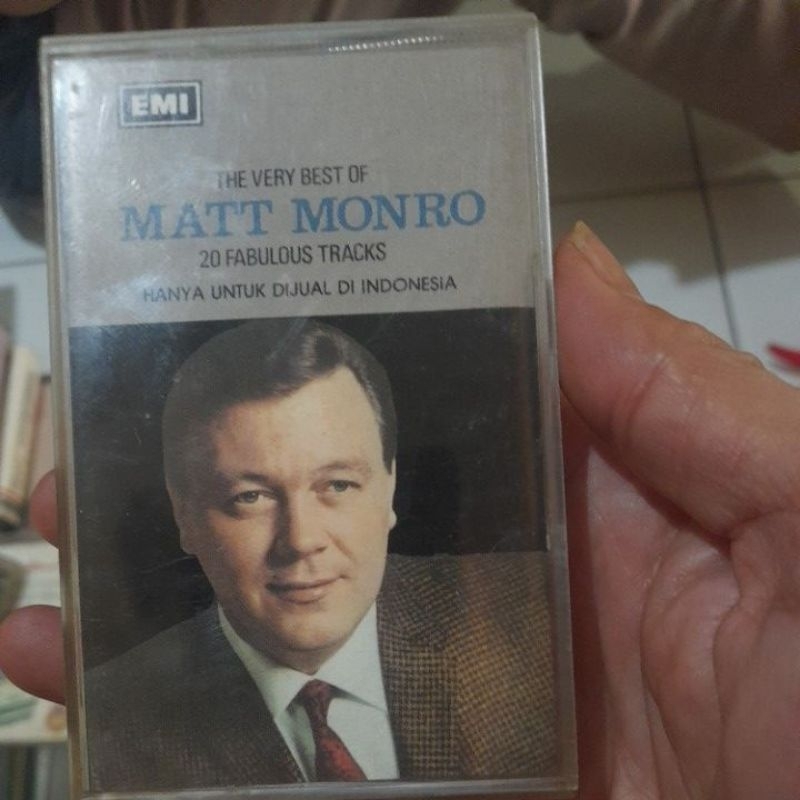 EMI
THE VERY BEST OF
MATT MONRO
20 FABULOUS TRACKS
HANYA UNTUK DIJUAL DI INDONESIA